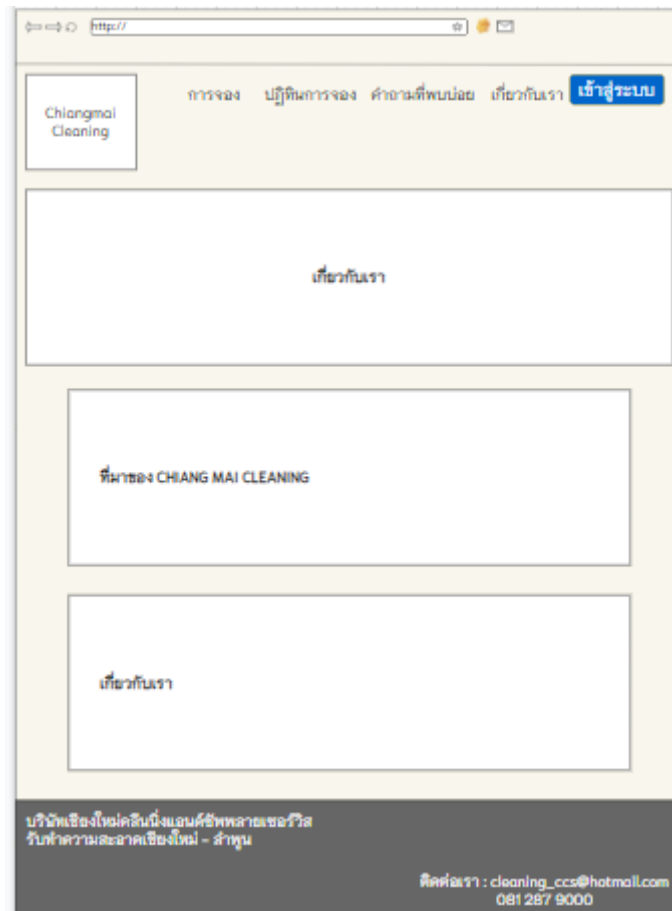 http://
Chiangmai
Cleaning
การจอง ปฏิทินการจอง คำถามที่พบบ่อย เกี่ยวกับเรา เข้าสู่ระบบ
เกี่ยวกับเรา
ที่มาของ CHIANG MAI CLEANING
เกี่ยวกับเรา
บริษัทเชียงใหม่คลีนนิ่งแอนด์ซัพพลายเซอร์วิส
รับทำความสะอาดเชียงใหม่ - ลำพูน
ติดต่อเรา : cleaning_ccs@hotmail.com
081 287 9000